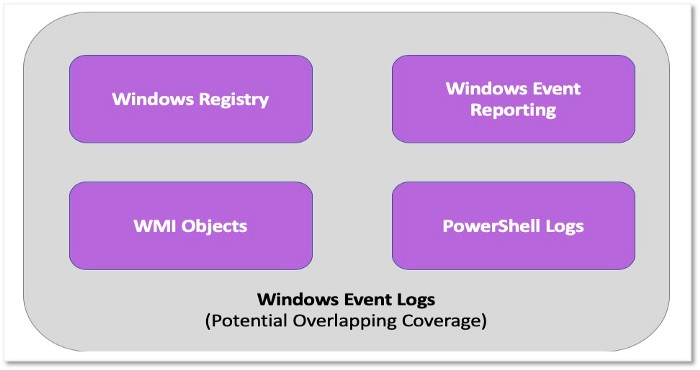 Windows Registry
Windows Event
Reporting
WMI Objects
PowerShell Logs
Windows Event Logs
(Potential Overlapping Coverage)